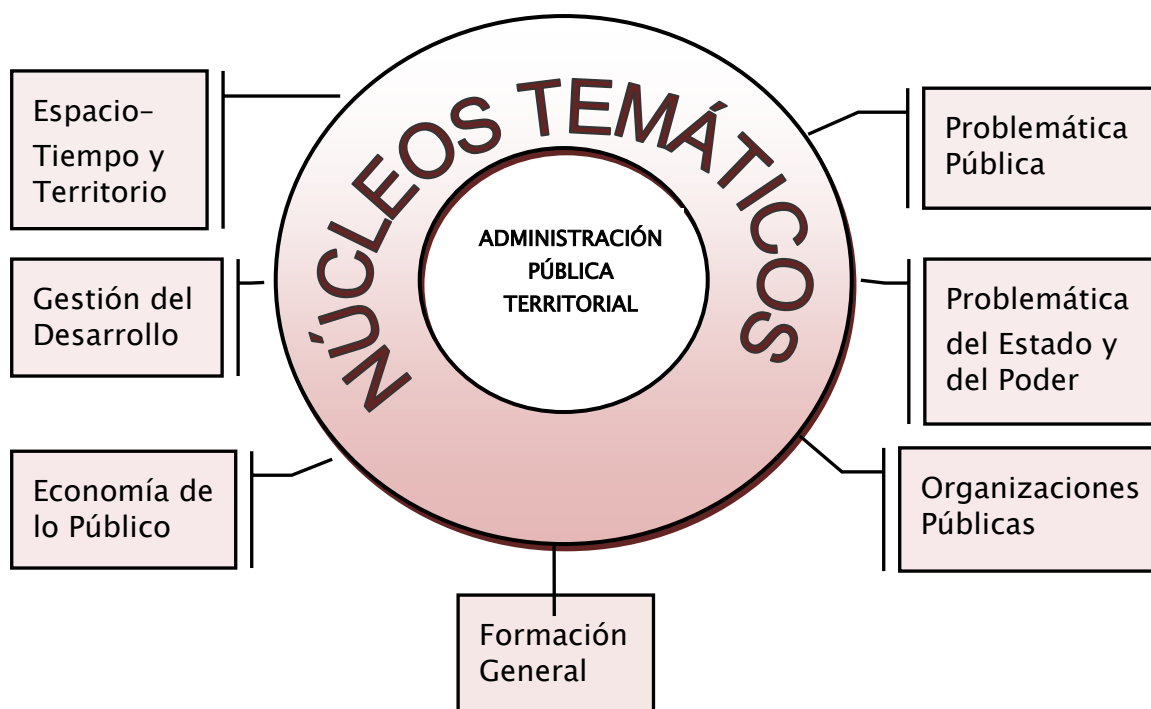 NÚCLEOS TEMÁTICOS
ADMINISTRACIÓN
PÚBLICA
TERRITORIAL
Espacio–
Tiempo y
Territorio
Gestión del
Desarrollo
Economía de
lo Público
Formación
General
Problemática
Pública
Problemática
del Estado y
del Poder
Organizaciones
Públicas